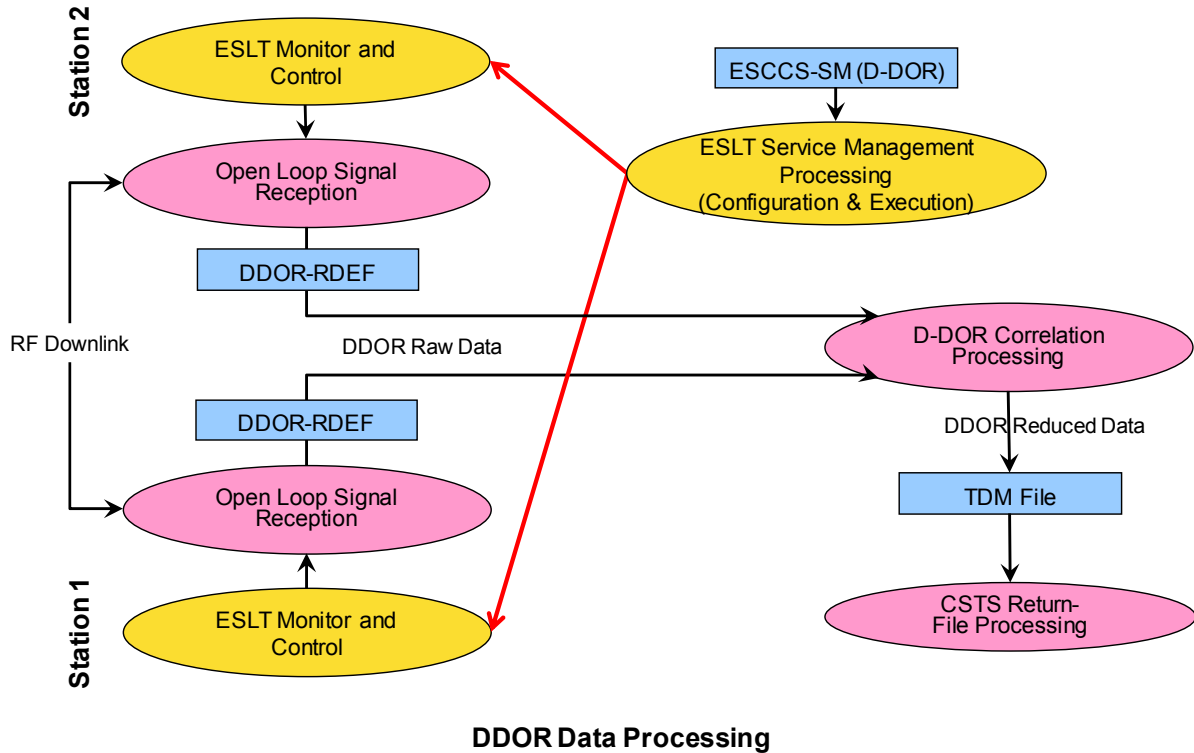 Station 2
ESLT Monitor and
Control
ESCCS-SM (D-DOR)
Open Loop Signal
Reception
ESLT Service Management
Processing
(Configuration & Execution)
DDOR-RDEF
RF Downlink
DDOR Raw Data
D-DOR Correlation
Processing
DDOR-RDEF
DDOR Reduced Data
Open Loop Signal
Reception
TDM File
Station 1
ESLT Monitor and
Control
CSTS Return-
File Processing
DDOR Data Processing